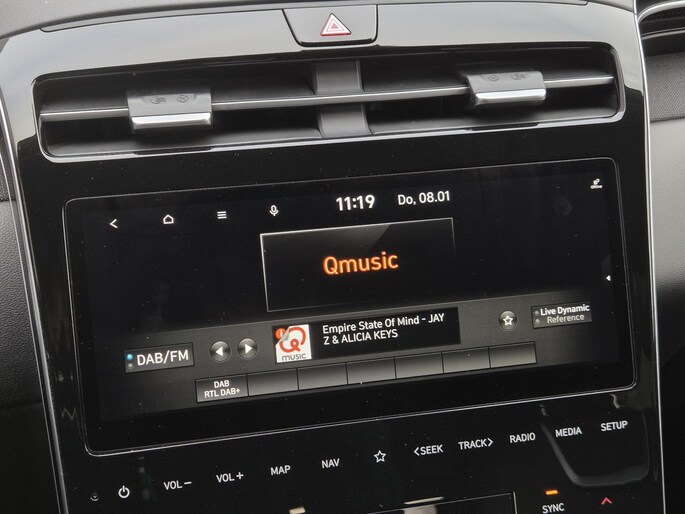 11:19 Do, 08.01
Qmusic
DAB/FM
Q
MUSIC
Empire State Of Mind - JAY
Z & ALICIA KEYS
Live Dynamic
Reference
DAB
RTL DAB+
VOL− VOL+ MAP NAV <SEEK TRACK> RADIO MEDIA SETUP
SYNC